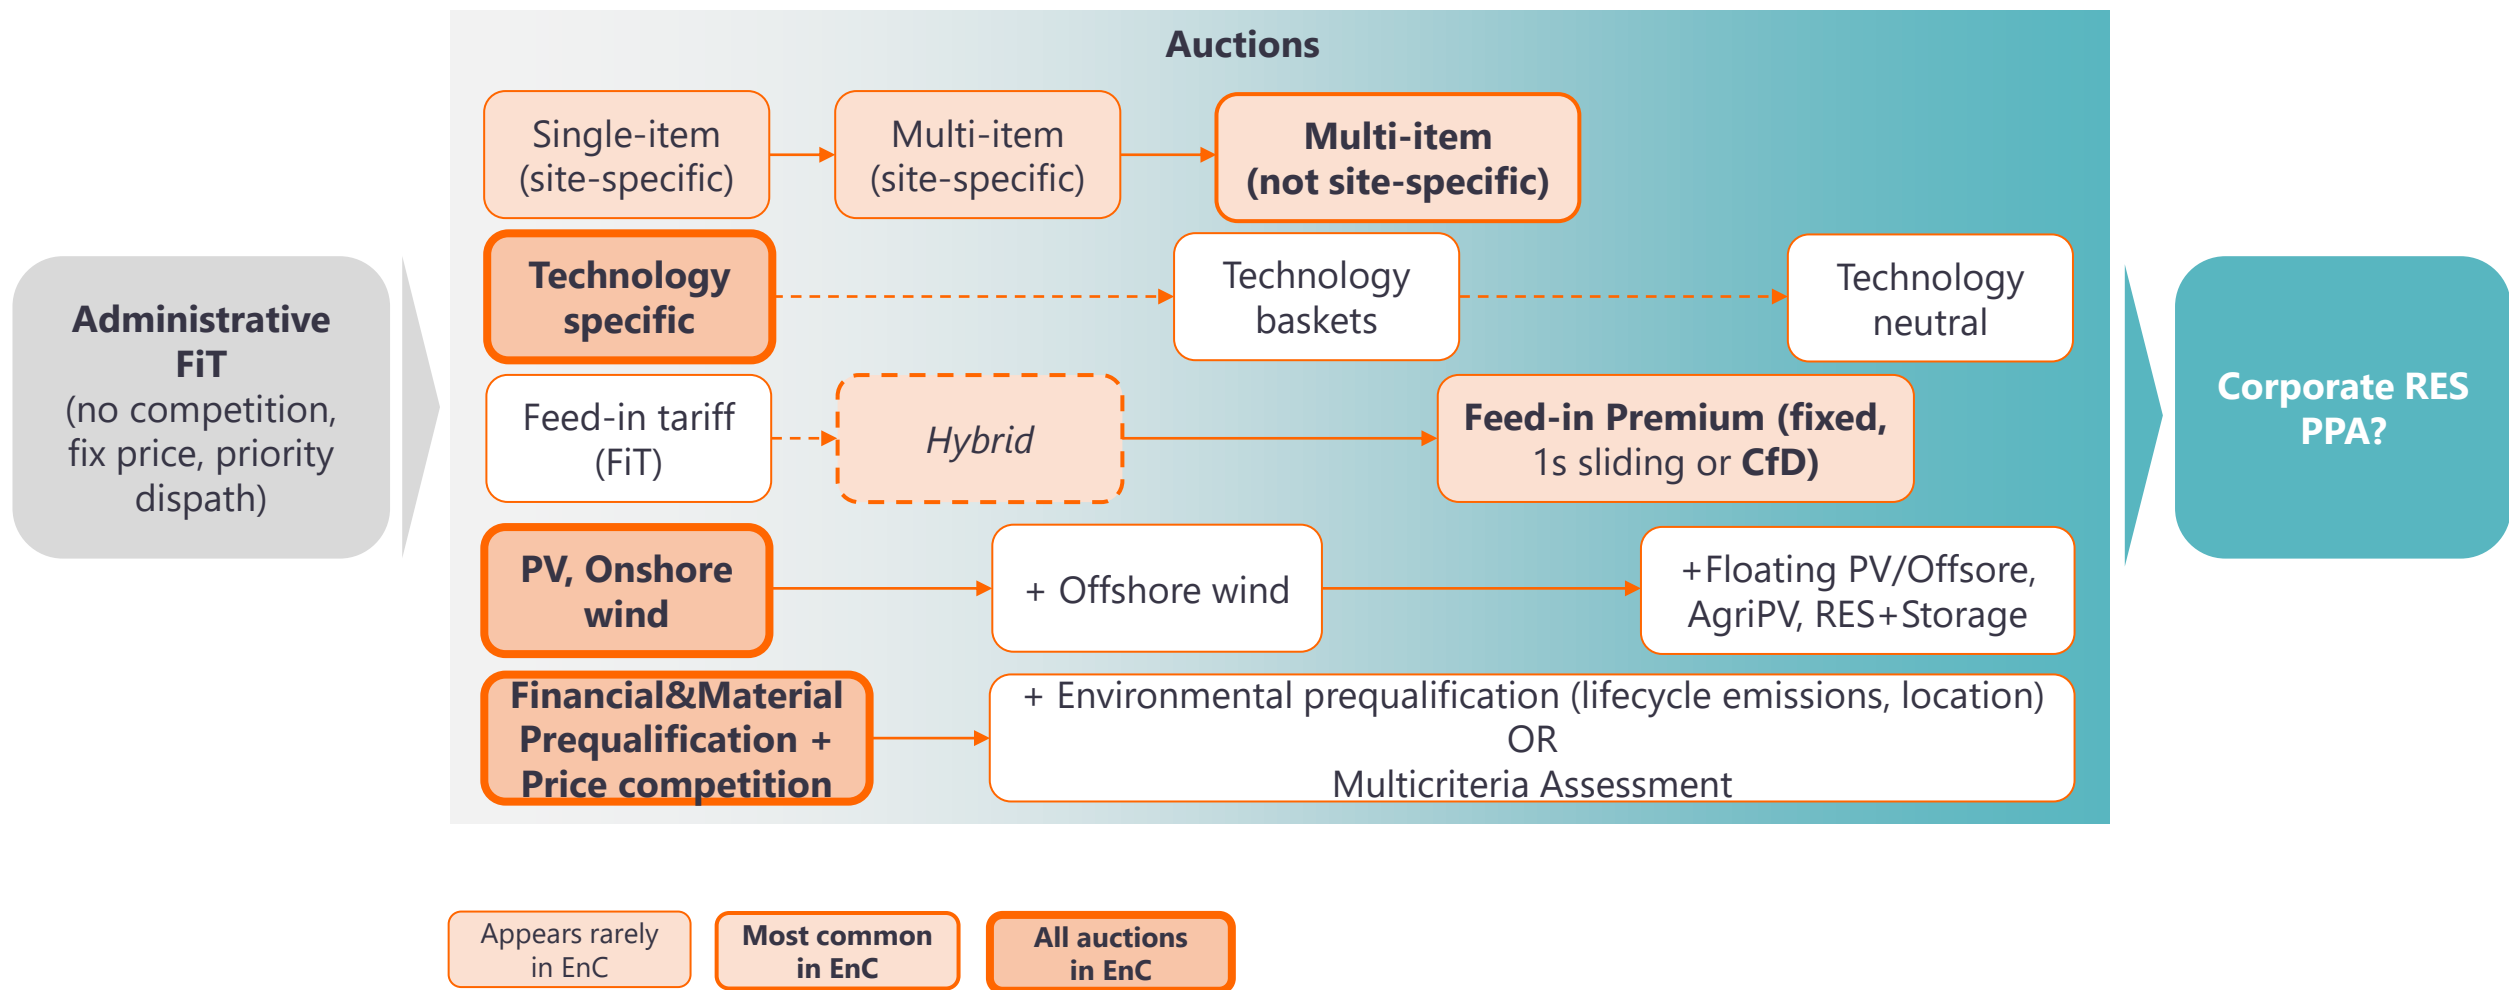 Auctions
Single-item
(site-specific)
Multi-item
(site-specific)
Multi-item
(not site-specific)
Technology
specific
Technology
baskets
Technology
neutral
Administrative
FiT
(no competition,
fix price, priority
dispath)
Feed-in tariff
(FiT)
Hybrid
Feed-in Premium (fixed,
1s sliding or CfD)
Corporate RES
PPA?
PV, Onshore
wind
+ Offshore wind
+Floating PV/Offsore,
AgriPV, RES+Storage
Financial&Material
Prequalification +
Price competition
+ Environmental prequalification (lifecycle emissions, location)
OR
Multicriteria Assessment
Appears rarely
in EnC
Most common
in EnC
All auctions
in EnC